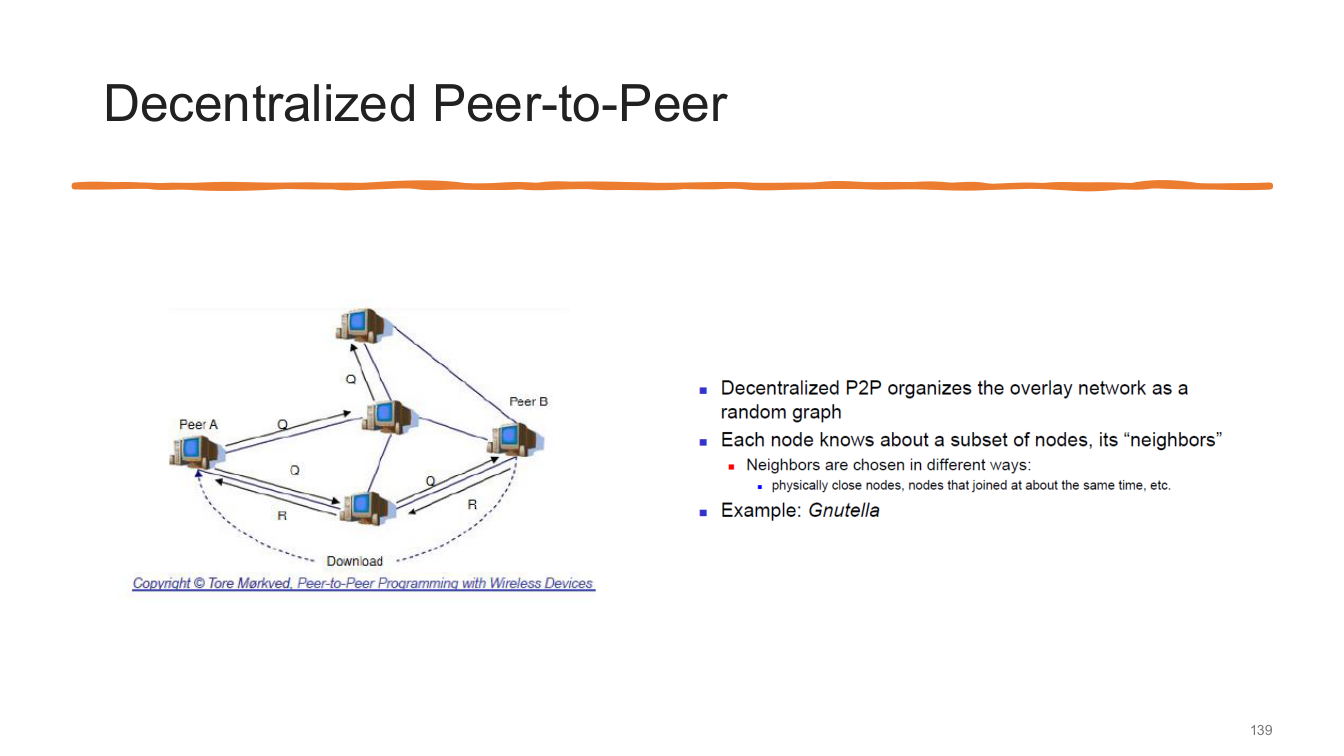 Decentralized Peer-to-Peer
Q
Peer B
Peer A
Q
Q
Q
R
R
Download
Copyright © Tore Mørkved, Peer-to-Peer Programming with Wireless Devices
Decentralized P2P organizes the overlay network as a
random graph
Each node knows about a subset of nodes, its “neighbors”
Neighbors are chosen in different ways:
physically close nodes, nodes that joined at about the same time, etc.
Example: Gnutella
139